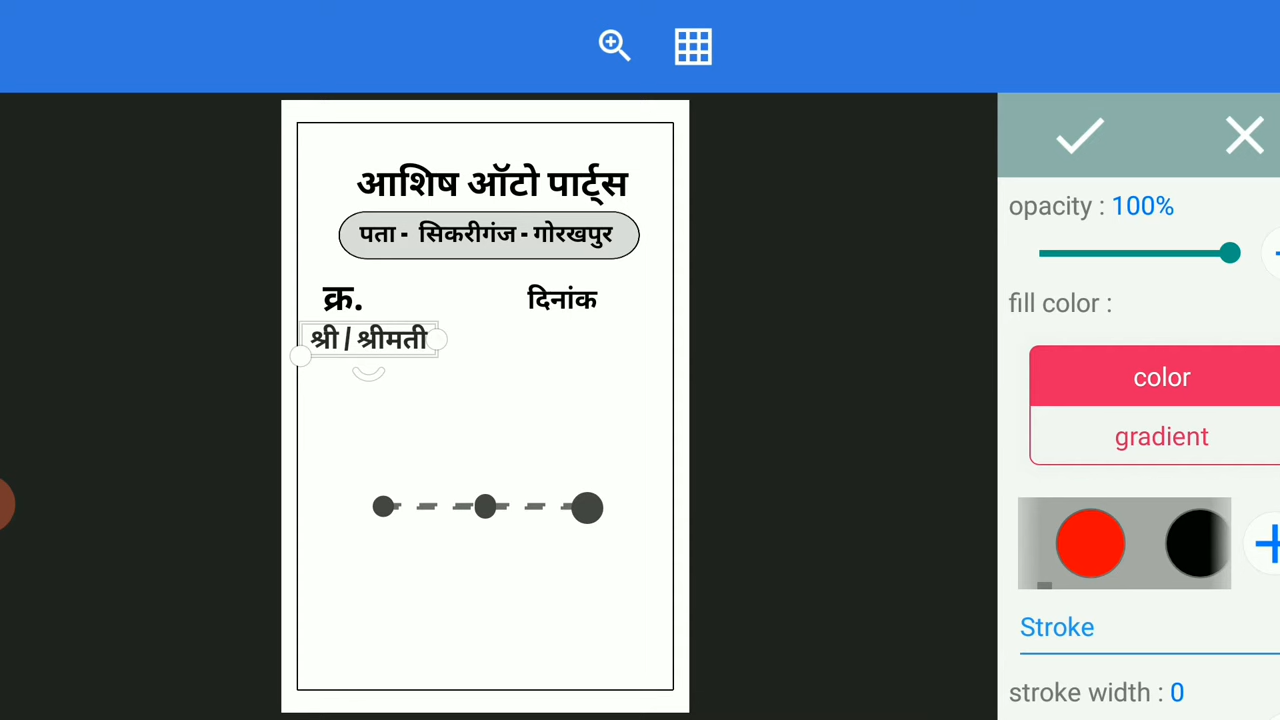 आशिष ऑटो पार्ट्स
पता - सिकरीगंज - गोरखपुर
क्र. दिनांक
श्री / श्रीमती
opacity : 100%
fill color :
color
gradient
Stroke
stroke width : 0